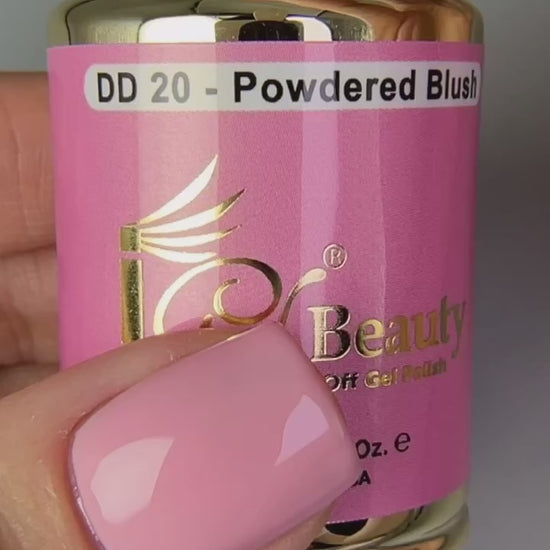 DD 20 - Powdered Blush
®
Beauty
Off Gel Polish
Oz. e